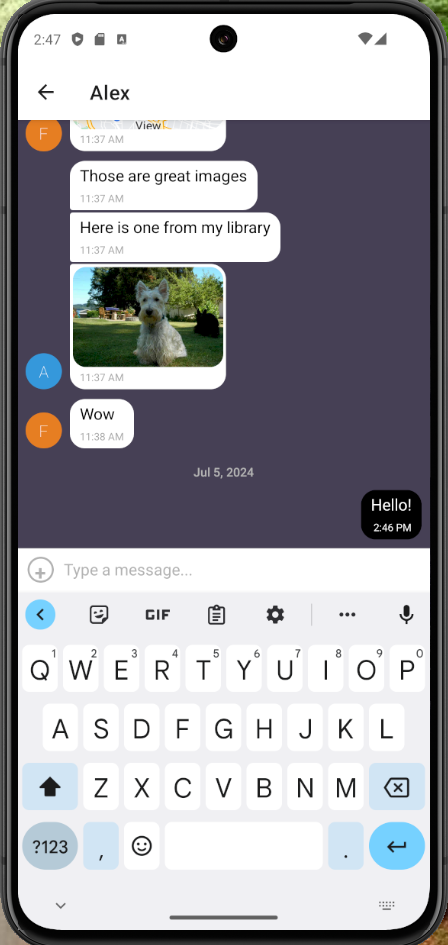 2:47
Alex
View
F
11:37 AM
Those are great images
11:37 AM
Here is one from my library
11:37 AM
A
11:37 AM
Wow
F
11:38 AM
Jul 5, 2024
Hello!
2:46 PM
Type a message...
GIF
1 2 3 4 5 6 7 8 9 0
Q W E R T Y U I O P
A S D F G H J K L
Z X C V B N M
?123 , .